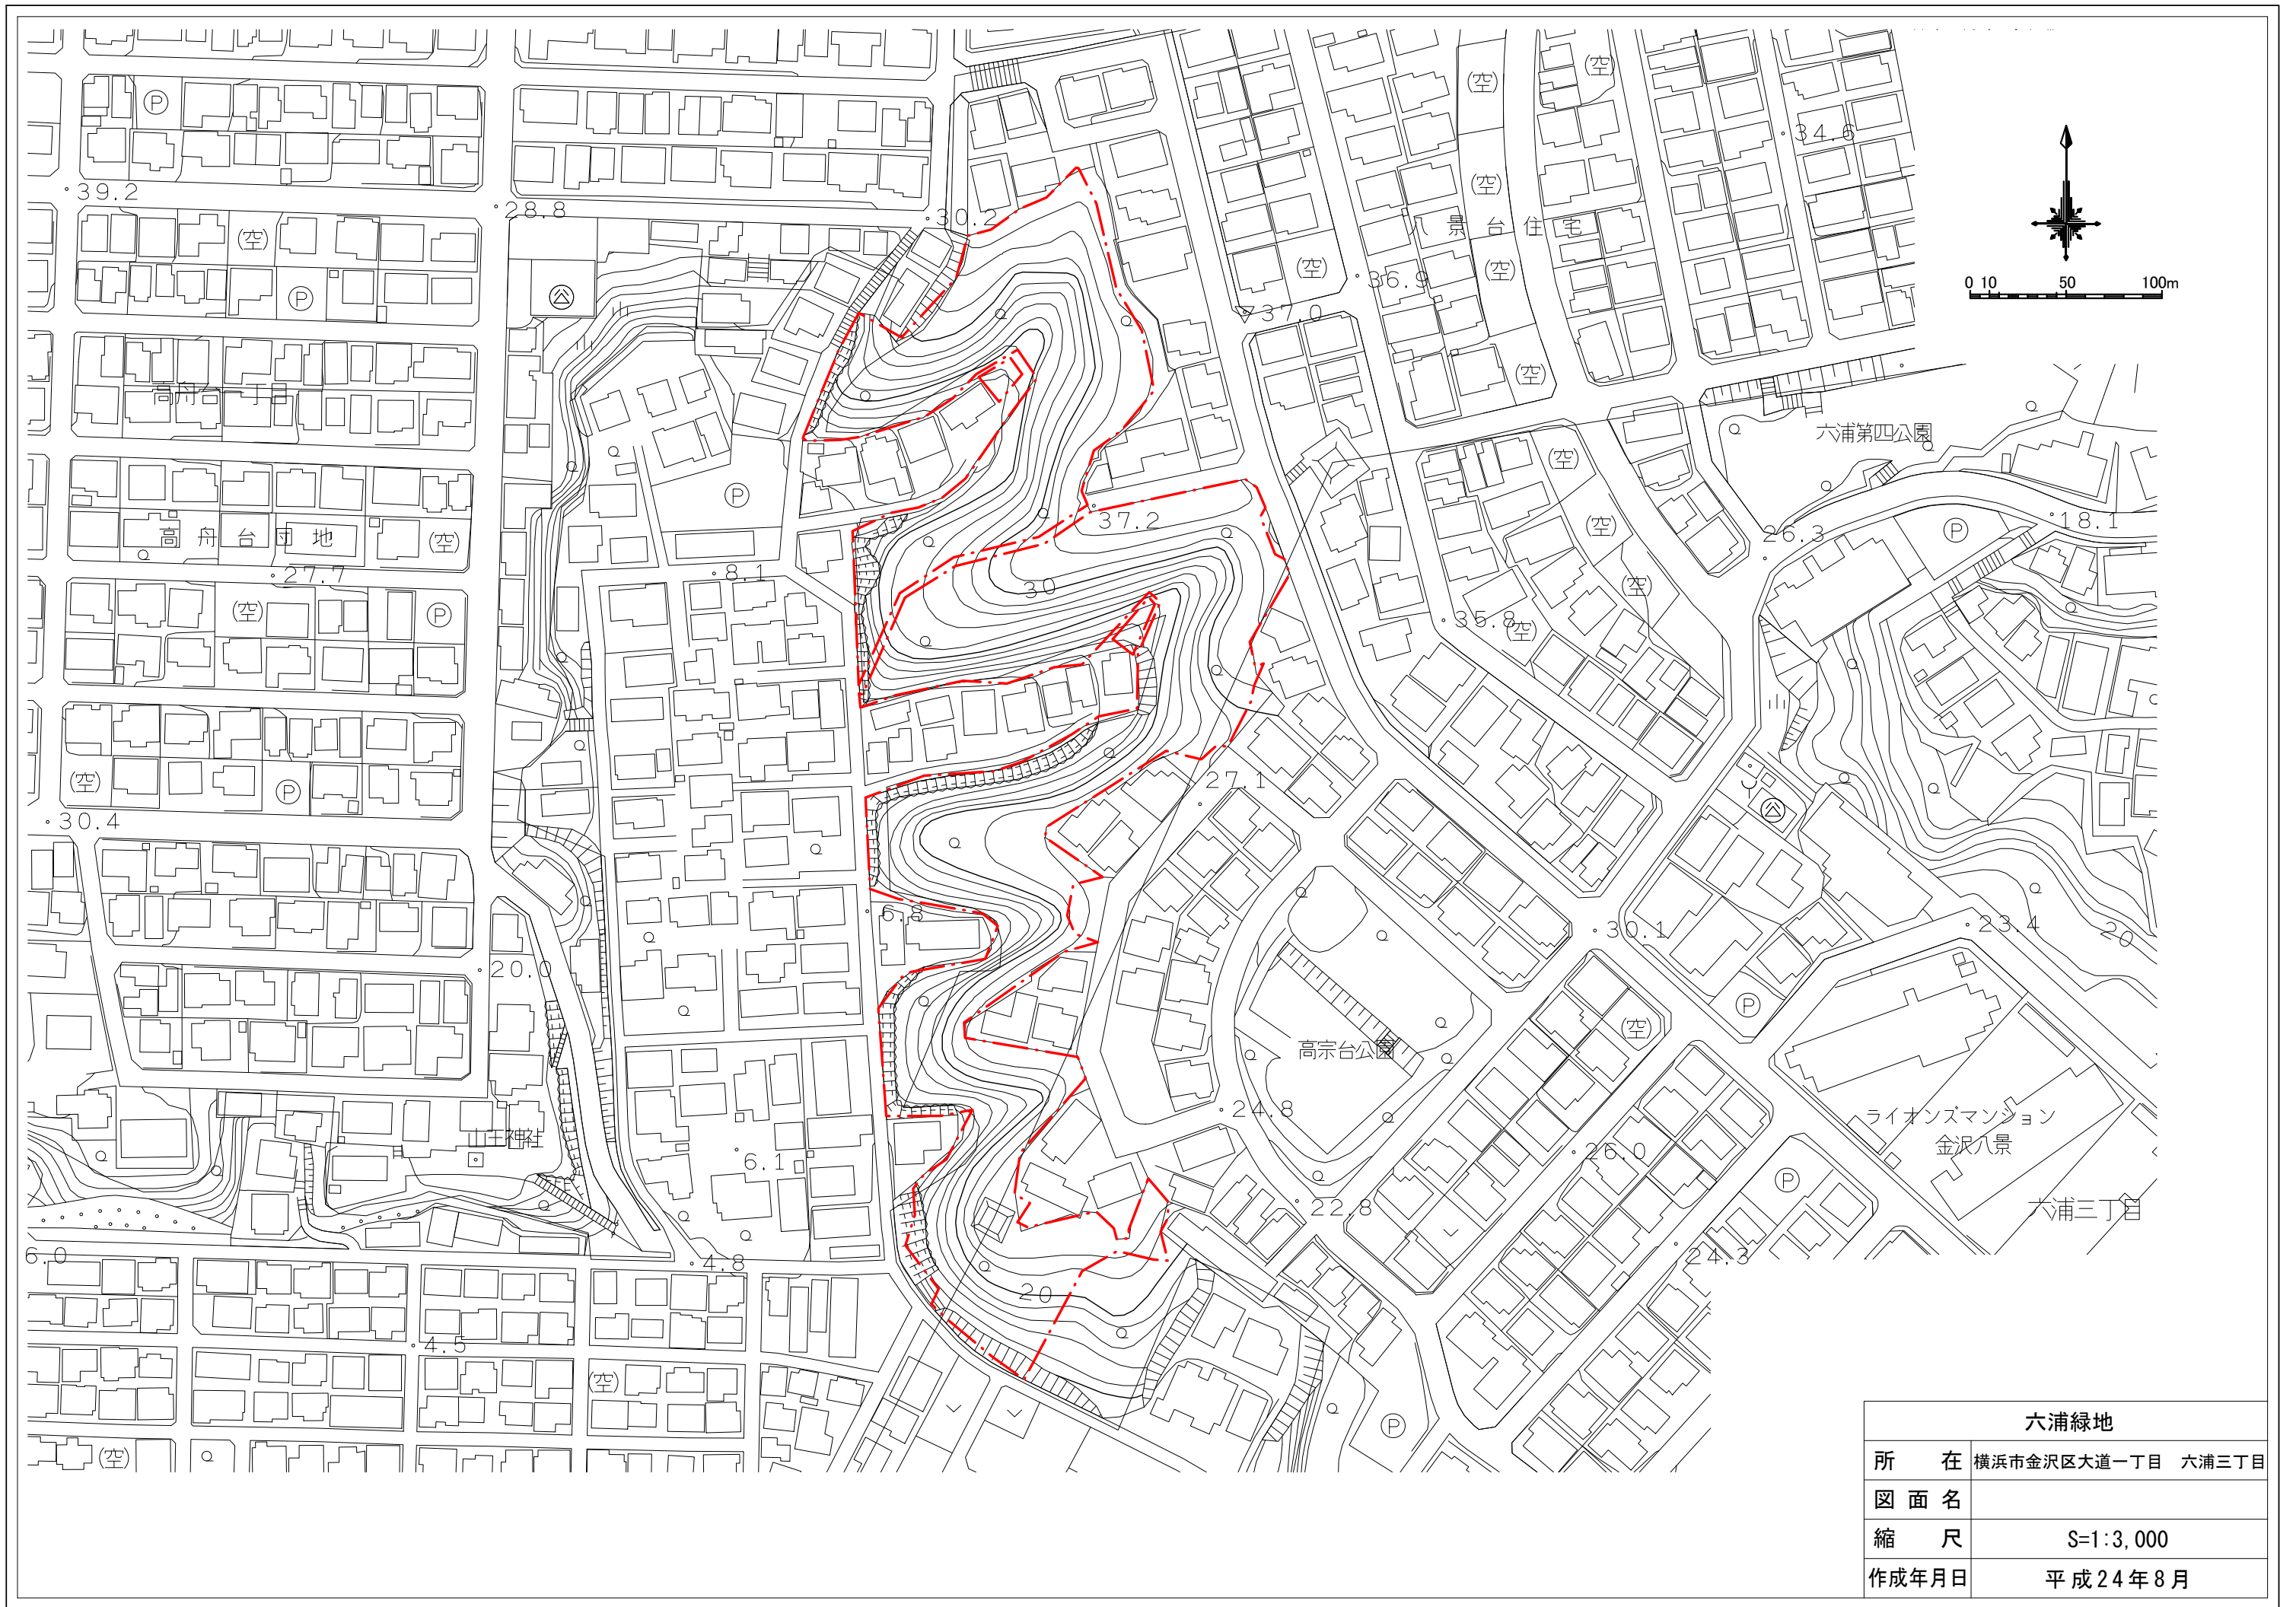 34.6
39.2
28.8
30.2
(空)
(空)
(空)
(空)
(空)
(空)
(空)
(空)
P
P
八景台住宅
36.9
37.0
0 10 50 100m
高舟二丁目
六浦第四公園
高舟台団地
(空)
(空)
(空)
P
P
37.2
18.1
26.3
27.7
8.1
30
35.8
(空)
(空)
(空)
(空)
P
P
(空)
27.1
30.4
6.8
30.1
23.4
20
20.0
(空)
P
高宗台公園
24.8
ライオンズマンション
金沢八景
山王神社
6.1
26.0
P
22.8
六浦三丁目
6.0
4.8
24.3
20
4.5
(空)
(空)
P
六浦緑地
所在 横浜市金沢区大道一丁目 六浦三丁目
図面名
縮尺 S=1:3,000
作成年月日 平成24年8月